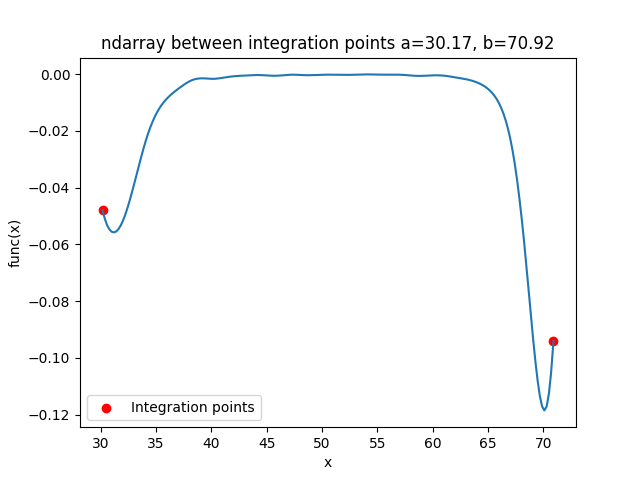 ndarray between integration points a=30.17, b=70.92
0.00
−0.02
−0.04
−0.06
−0.08
−0.10
−0.12
func(x)
Integration points
30 35 40 45 50 55 60 65 70
x